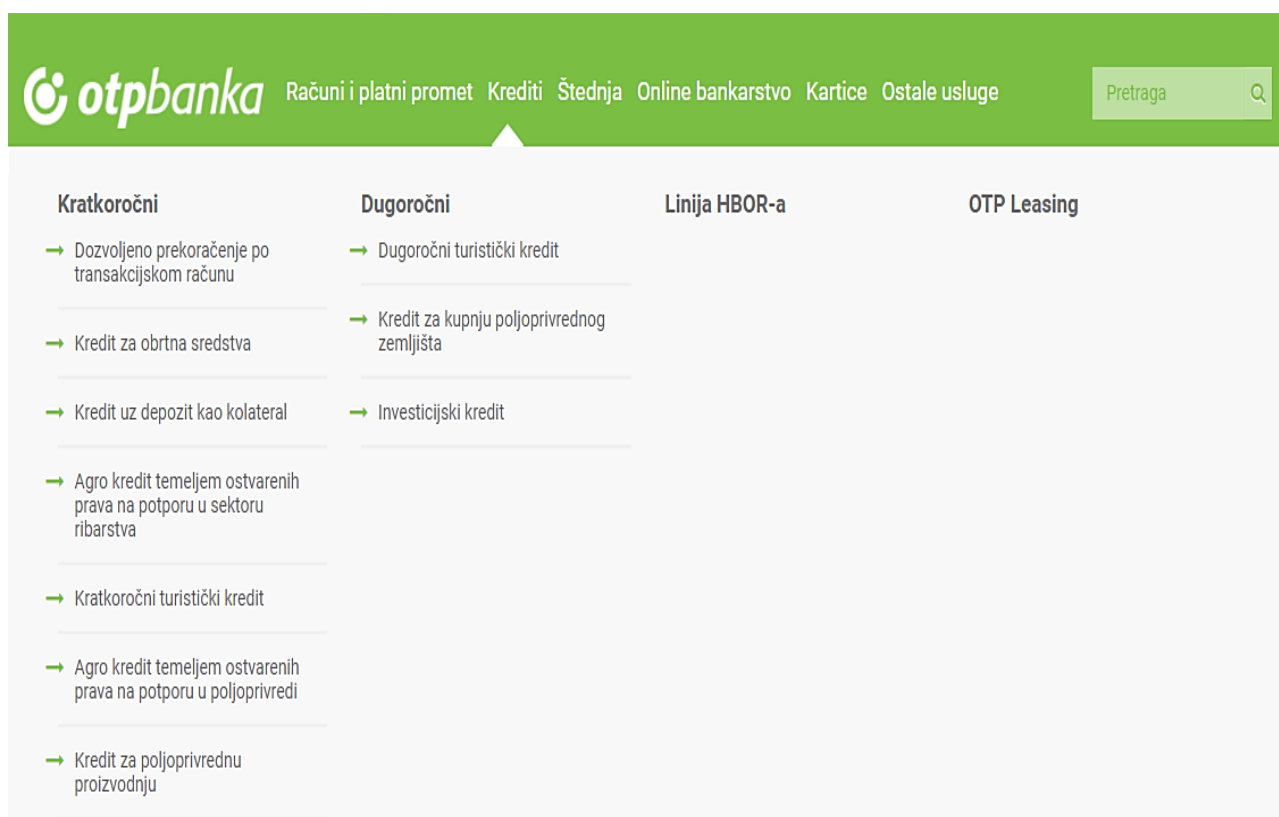 otpbanka
Računi i platni promet Krediti Štednja Online bankarstvo Kartice Ostale usluge
Pretraga
Kratkoročni
Dozvoljeno prekoračenje po
transakcijskom računu
Kredit za obrtna sredstva
Kredit uz depozit kao kolateral
Agro kredit temeljem ostvarenih
prava na potporu u sektoru
ribarstva
Kratkoročni turistički kredit
Agro kredit temeljem ostvarenih
prava na potporu u poljoprivredi
Kredit za poljoprivrednu
proizvodnju
Dugoročni
Dugoročni turistički kredit
Kredit za kupnju poljoprivrednog
zemljišta
Investicijski kredit
Linija HBOR-a
OTP Leasing